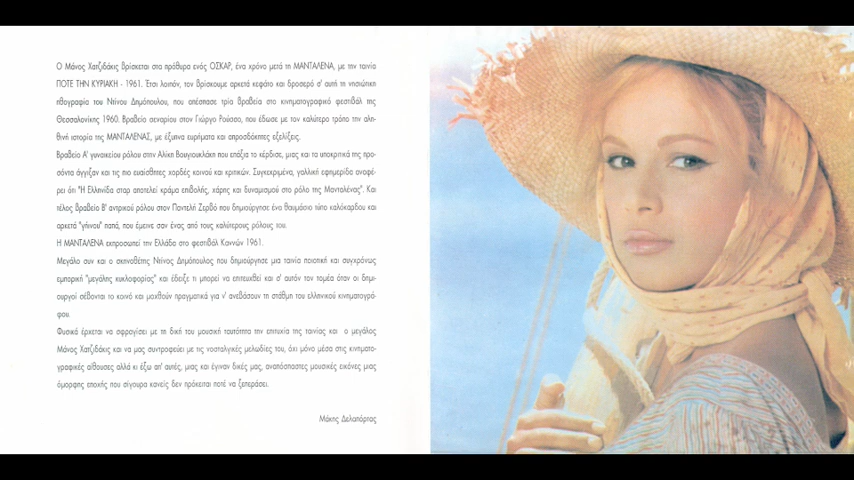 Ο Μάνος Χατζιδάκις βρίσκεται στα πρόθυρα ενός ΟΣΚΑΡ, ένα χρόνο μετά τη ΜΑΝΤΑΛΕΝΑ, με την ταινία
ΠΟΤΕ ΤΗΝ ΚΥΡΙΑΚΗ - 1961. Έτσι λοιπόν, τον βρίσκουμε αρκετά κεφάτο και δροσερό σ' αυτή τη νησιώτικη
ηθογραφία του Ντίνου Δημόπουλου, που απέσπασε τρία βραβεία στο κινηματογραφικό φεστιβάλ της
Θεσσαλονίκης 1960. Βραβείο σεναρίου στον Γιώργο Ρούσσο, που έδωσε με τον καλύτερο τρόπο την αλη-
θινή ιστορία της ΜΑΝΤΑΛΕΝΑΣ, με έξυπνα ευρήματα και απροσδόκητες εξελίξεις.
Βραβείο Α' γυναικείου ρόλου στην Αλίκη Βουγιουκλάκη που επάξια το κέρδισε, μιας και τα υποκριτικά της προ-
σόντα άγγιξαν και τις πιο ευαίσθητες χορδές κοινού και κριτικών. Συγκεκριμένα, γαλλική εφημερίδα αναφέ-
ρει ότι "Η Ελληνίδα σταρ αποτελεί κράμα επιβολής, χάρης και δυναμισμού στο ρόλο της Μανταλένας". Και
τέλος βραβείο Β' αντρικού ρόλου στον Παντελή Ζερβό που δημιούργησε ένα θαυμάσιο τύπο καλόκαρδου και
αρκετά "γήινου" παπά, που έμεινε σαν ένας από τους καλύτερους ρόλους του.
Η ΜΑΝΤΑΛΕΝΑ εκπροσωπεί την Ελλάδα στο φεστιβάλ Καννών 1961.
Μεγάλο συν και ο σκηνοθέτης Ντίνος Δημόπουλος που δημιούργησε μια ταινία ποιοτική και συγχρόνως
εμπορική "μεγάλης κυκλοφορίας" και έδειξε τι μπορεί να επιτευχθεί και σ' αυτόν τον τομέα όταν οι δημι-
ουργοί σέβονται το κοινό και μοχθούν πραγματικά για ν' ανεβάσουν τη στάθμη του ελληνικού κινηματογρά-
φου.
Φυσικά έρχεται να σφραγίσει με τη δική του μουσική ταυτότητα την επιτυχία της ταινίας και ο μεγάλος
Μάνος Χατζιδάκις και να μας συντροφεύει με τις νοσταλγικές μελωδίες του, όχι μόνο μέσα στις κινηματο-
γραφικές αίθουσες αλλά κι έξω απ' αυτές, μιας και έγιναν δικές μας, αναπόσπαστες μουσικές εικόνες μιας
όμορφης εποχής που σίγουρα κανείς δεν πρόκειται ποτέ να ξεπεράσει.
Μάκης Δελαπόρτας